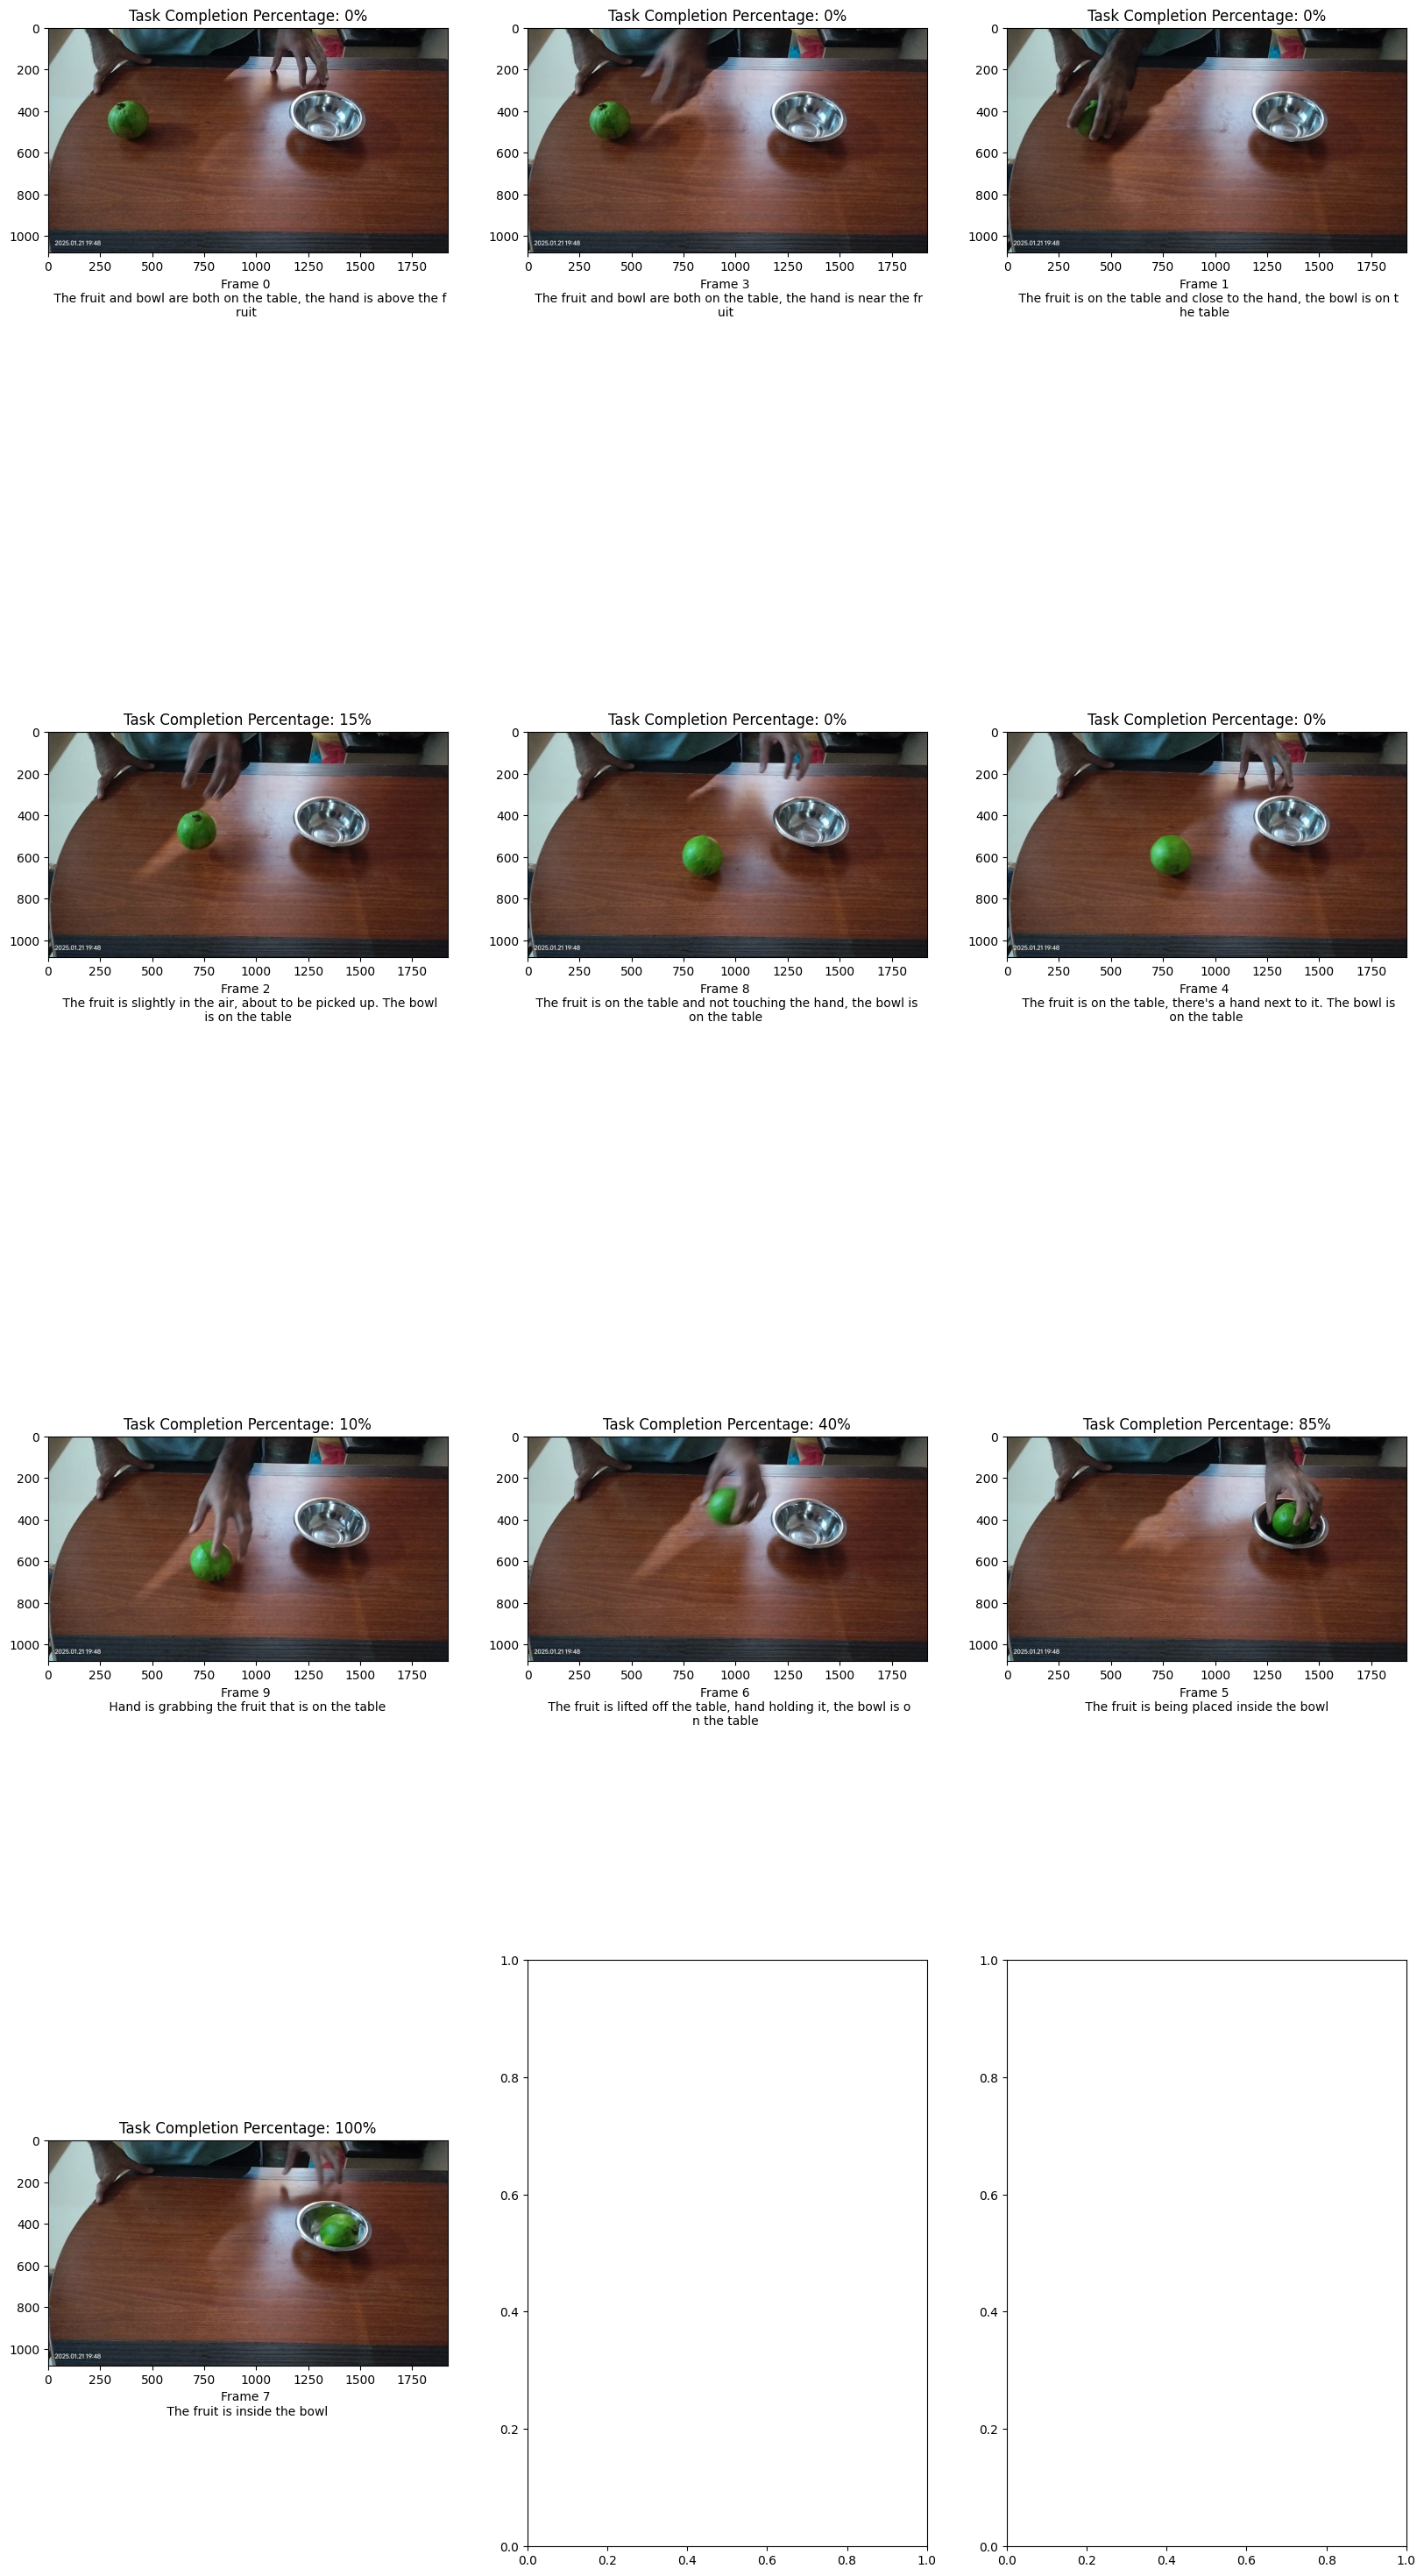 Task Completion Percentage: 0%
Task Completion Percentage: 0%
Task Completion Percentage: 0%
0
200
400
600
800
1000
2025.01.21 19:48
0 250 500 750 1000 1250 1500 1750
Frame 0
The fruit and bowl are both on the table, the hand is above the f
ruit
0
200
400
600
800
1000
2025.01.21 19:48
0 250 500 750 1000 1250 1500 1750
Frame 3
The fruit and bowl are both on the table, the hand is near the fr
uit
0
200
400
600
800
1000
2025.01.21 19:48
0 250 500 750 1000 1250 1500 1750
Frame 1
The fruit is on the table and close to the hand, the bowl is on t
he table
Task Completion Percentage: 15%
Task Completion Percentage: 0%
Task Completion Percentage: 0%
0
200
400
600
800
1000
2025.01.21 19:48
0 250 500 750 1000 1250 1500 1750
Frame 2
The fruit is slightly in the air, about to be picked up. The bowl
is on the table
0
200
400
600
800
1000
2025.01.21 19:48
0 250 500 750 1000 1250 1500 1750
Frame 8
The fruit is on the table and not touching the hand, the bowl is
on the table
0
200
400
600
800
1000
2025.01.21 19:48
0 250 500 750 1000 1250 1500 1750
Frame 4
The fruit is on the table, there's a hand next to it. The bowl is
on the table
Task Completion Percentage: 10%
Task Completion Percentage: 40%
Task Completion Percentage: 85%
0
200
400
600
800
1000
2025.01.21 19:48
0 250 500 750 1000 1250 1500 1750
Frame 9
Hand is grabbing the fruit that is on the table
0
200
400
600
800
1000
2025.01.21 19:48
0 250 500 750 1000 1250 1500 1750
Frame 6
The fruit is lifted off the table, hand holding it, the bowl is o
n the table
0
200
400
600
800
1000
2025.01.21 19:48
0 250 500 750 1000 1250 1500 1750
Frame 5
The fruit is being placed inside the bowl
Task Completion Percentage: 100%
0
200
400
600
800
1000
2025.01.21 19:48
0 250 500 750 1000 1250 1500 1750
Frame 7
The fruit is inside the bowl
1.0
0.8
0.6
0.4
0.2
0.0
0.0 0.2 0.4 0.6 0.8 1.0
1.0
0.8
0.6
0.4
0.2
0.0
0.0 0.2 0.4 0.6 0.8 1.0